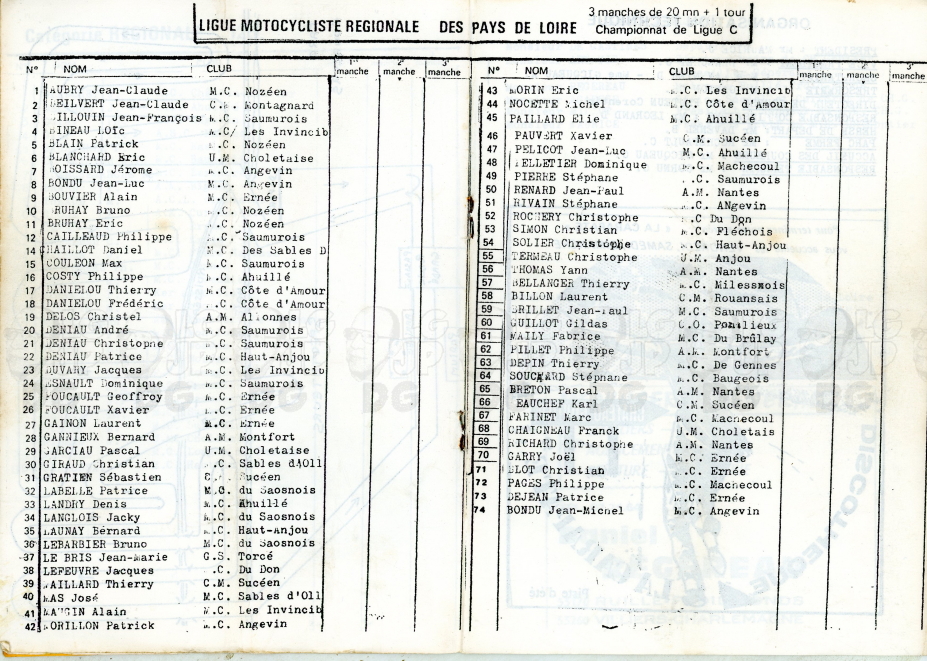 3 manches de 20 mn + 1 tour
LIGUE MOTOCYCLISTE REGIONALE DES PAYS DE LOIRE Championnat de Ligue C
N° NOM CLUB 1re manche 2e manche 3e manche
1 AUBRY Jean-Claude M.C. Nozéen
2 BEILVERT Jean-Claude C.M. Montagnard
3 JILLOUIN Jean-François M.C. Saumurois
4 BINEAU Loïc M.C/ Les Invincib
5 BLAIN Patrick M.C. Nozéen
6 BLANCHARD Eric U.M. Choletaise
7 BOISSARD Jérome M.C. Angevin
8 BONDU Jean-Luc M.C. Angevin
9 BOUVIER Alain M.C. Ernée
10 BRUHAY Bruno M.C. Nozéen
11 BRUHAY Eric M.C. Nozéen
12 CAILLEAUD Philippe M.C. Saumurois
14 CHAILLOT Daniel M.C. Des Sables D
15 COULEON Max M.C. Saumurois
16 COSTY Philippe M.C. Ahuillé
17 DANIELOU Thierry M.C. Côte d'Amour
18 DANIELOU Frédéric M.C. Côte d'Amour
19 DELOS Christel A.M. Allonnes
20 DENIAU André M.C. Saumurois
21 DENIAU Christophe M.C. Saumurois
22 DENIAU Patrice M.C. Haut-Anjou
23 DUVARY Jacques M.C. Les Invincib
24 ESNAULT Dominique M.C. Saumurois
25 FOUCAULT Geoffroy M.C. Ernée
26 FOUCAULT Xavier M.C. Ernée
27 GAINON Laurent M.C. Ernée
28 GANNIEUX Bernard A.M. Montfort
29 GARCIAU Pascal U.M. Choletaise
30 GIRAUD Christian M.C. Sables d'Oll
31 GRATIEN Sébastien C.M. Sucéen
32 LABELLE Patrice M.C. du Saosnois
33 LANDRY Denis M.C. Ahuillé
34 LANGLOIS Jacky M.C. du Saosnois
35 LAUNAY Bernard M.C. Haut-Anjou
36 LEBARBIER Bruno M.C. du Saosnois
37 LE BRIS Jean-Marie G.S. Torcé
38 LEFEUVRE Jacques M.C. Du Don
39 MAILLARD Thierry C.M. Sucéen
40 MAS José M.C. Sables d'Oll
41 MAUGIN Alain M.C. Les Invincib
42 MORILLON Patrick M.C. Angevin
N° NOM CLUB 1re manche 2e manche 3e manche
43 MORIN Eric M.C. Les Invincib
44 NOCETTE Michel M.C. Côte d'Amour
45 PAILLARD Elie M.C. Ahuillé
46 PAUVERT Xavier C.M. Sucéen
47 PELICOT Jean-Luc M.C. Ahuillé
48 PELLETIER Dominique M.C. Machecoul
49 PIERRE Stéphane M.C. Saumurois
50 RENARD Jean-Paul A.M. Nantes
51 RIVAIN Stéphane M.C. ANgevin
52 ROCHERY Christophe M.C Du Don
53 SIMON Christian M.C. Fléchois
54 SOLIER Christophe M.C. Haut-Anjou
55 TERMEAU Christophe U.M. Anjou
56 THOMAS Yann A.M. Nantes
57 BELLANGER Thierry M.C. Milessnois
58 BILLON Laurent C.M. Rouansais
59 BRILLET Jean-Paul M.C. Saumurois
60 GUILLOT Gildas C.O. Pontlieux
61 MAILY Fabrice M.C. Du Brûlay
62 PILLET Philippe A.M. Montfort
63 DEPIN Thierry M.C. De Gennes
64 SOUCHARD Stéphane M.C. Baugeois
65 BRETON Pascal A.M. Nantes
66 EAUCHEF Karl C.M. Sucéen
67 FARINET Marc M.C. Machecoul
68 CHAIGNEAU Franck U.M. Choletais
69 RICHARD Christophe A.M. Nantes
70 GARRY Joël M.C. Ernée
71 BLOT Christian M.C. Ernée
72 PAGES Philippe M.C. Machecoul
73 DEJEAN Patrice M.C. Ernée
74 BONDU Jean-Michel M.C. Angevin